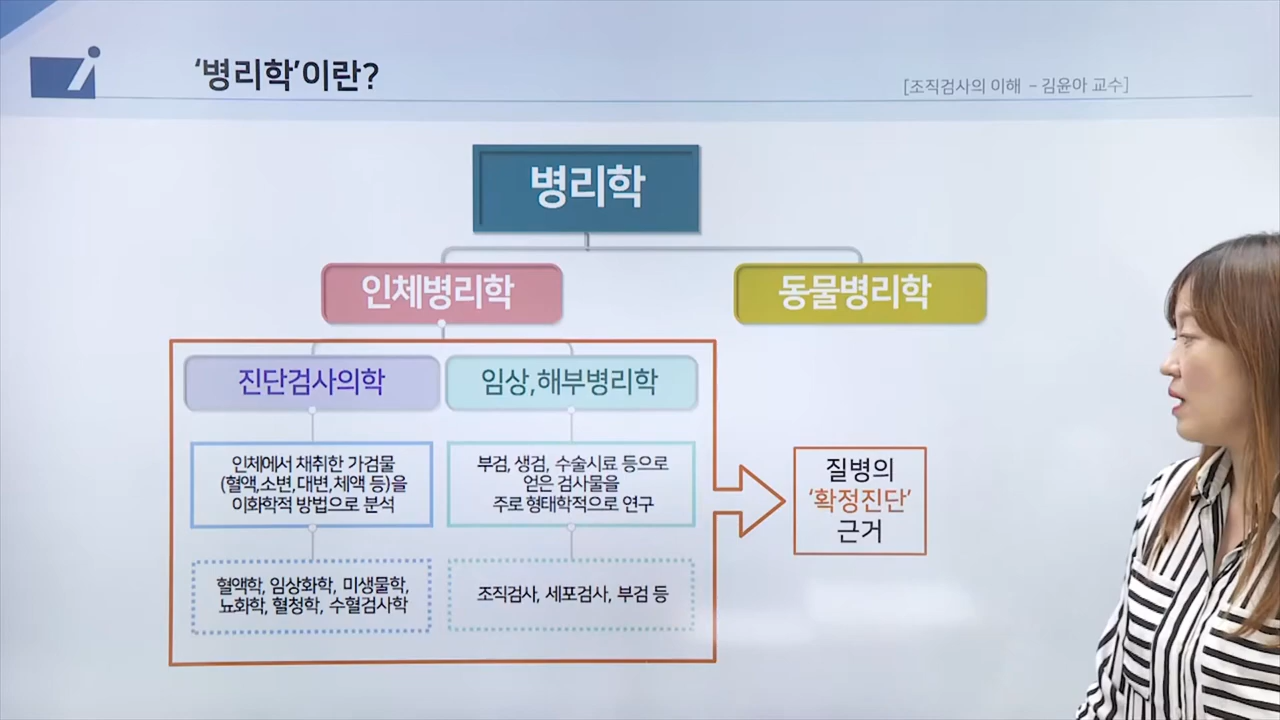 ‘병리학’이란?
[조직검사의 이해 - 김윤아 교수]
병리학
인체병리학
동물병리학
진단검사의학
임상,해부병리학
인체에서 채취한 가검물
(혈액,소변,대변,체액 등)을
이화학적 방법으로 분석
부검, 생검, 수술시료 등으로
얻은 검사물을
주로 형태학적으로 연구
질병의
‘확정진단’
근거
혈액학, 임상화학, 미생물학,
뇨화학, 혈청학, 수혈검사학
조직검사, 세포검사, 부검 등